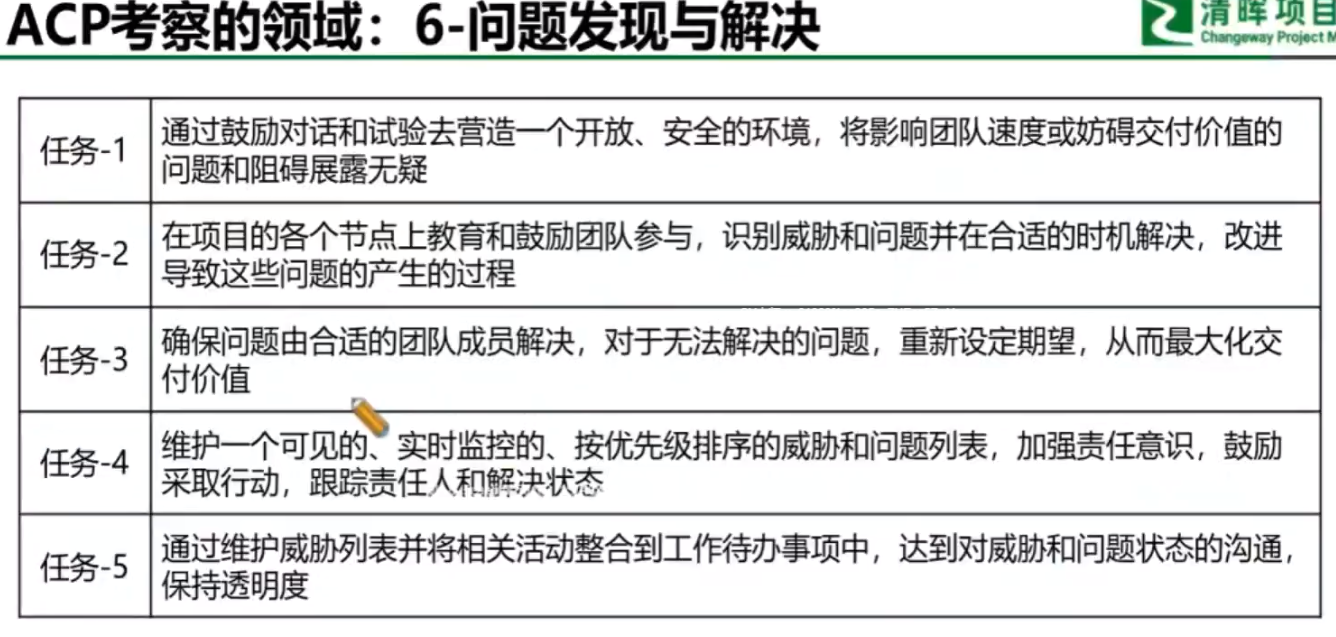 ACP考察的领域：6-问题发现与解决
清晖项目
Changeway Project M
任务-1
通过鼓励对话和试验去营造一个开放、安全的环境，将影响团队速度或妨碍交付价值的
问题和阻碍展露无疑
任务-2
在项目的各个节点上教育和鼓励团队参与，识别威胁和问题并在合适的时机解决，改进
导致这些问题的产生的过程
任务-3
确保问题由合适的团队成员解决，对于无法解决的问题，重新设定期望，从而最大化交
付价值
任务-4
维护一个可见的、实时监控的、按优先级排序的威胁和问题列表，加强责任意识，鼓励
采取行动，跟踪责任人和解决状态
任务-5
通过维护威胁列表并将相关活动整合到工作待办事项中，达到对威胁和问题状态的沟通，
保持透明度